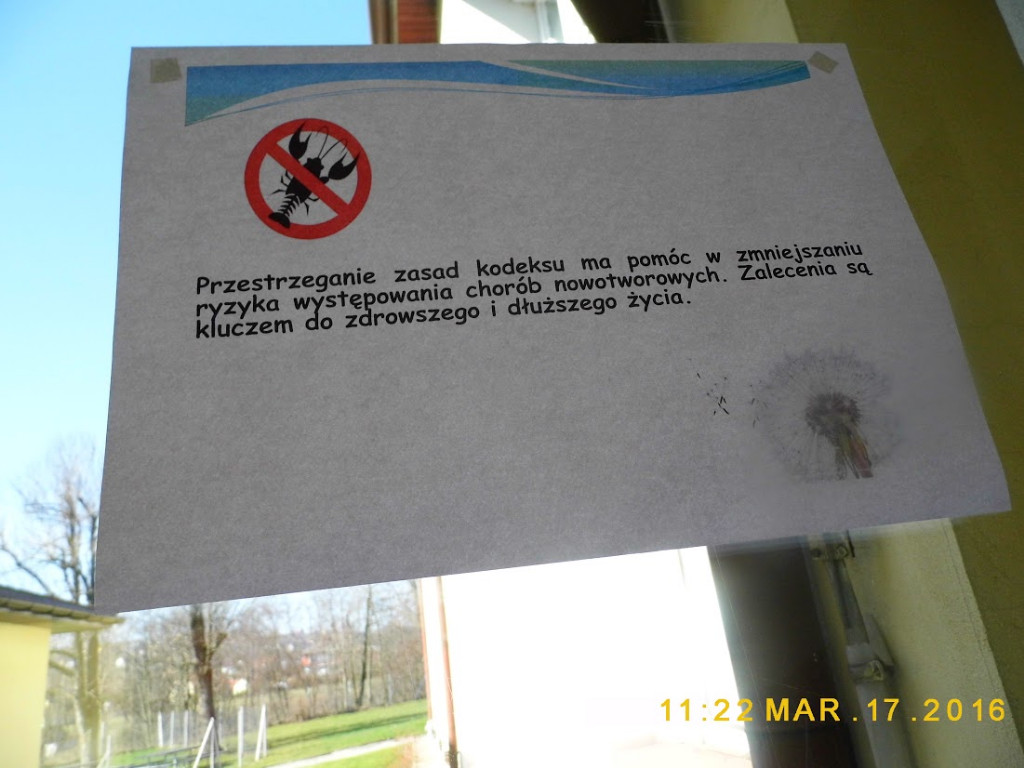 Przestrzeganie zasad kodeksu ma pomóc w zmniejszaniu
ryzyka występowania chorób nowotworowych. Zalecenia są
kluczem do zdrowszego i dłuższego życia.
11:22 MAR.17.2016